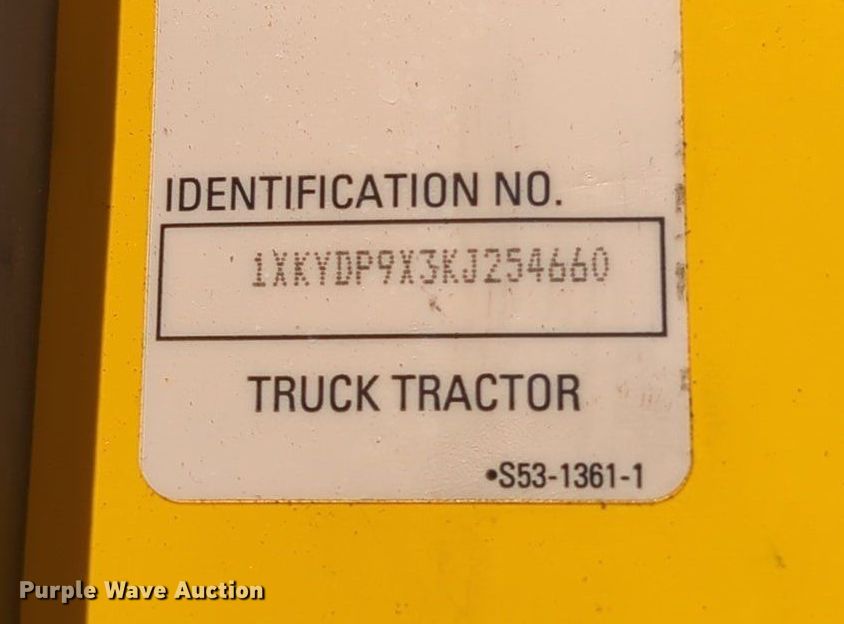 IDENTIFICATION NO.
1XKYDP9X3KJ254660
TRUCK TRACTOR
•S53-1361-1
Purple Wave Auction